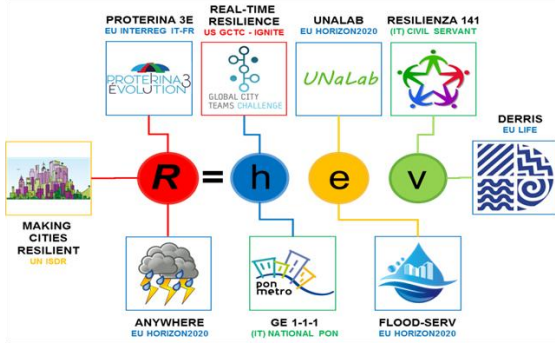 PROTERINA 3E
EU INTERREG IT-FR
REAL-TIME
RESILIENCE
US GCTC - IGNITE
UNALAB
EU HORIZON2020
RESILIENZA 141
(IT) CIVIL SERVANT
PROTERINA3
ÉVOLUTION
GLOBAL CITY
TEAMS CHALLENGE
UNaLab
DERRIS
EU LIFE
R = h e v
MAKING
CITIES
RESILIENT
UN ISDR
pon
metro
ANYWHERE
EU HORIZON2020
GE 1-1-1
(IT) NATIONAL PON
FLOOD-SERV
EU HORIZON2020